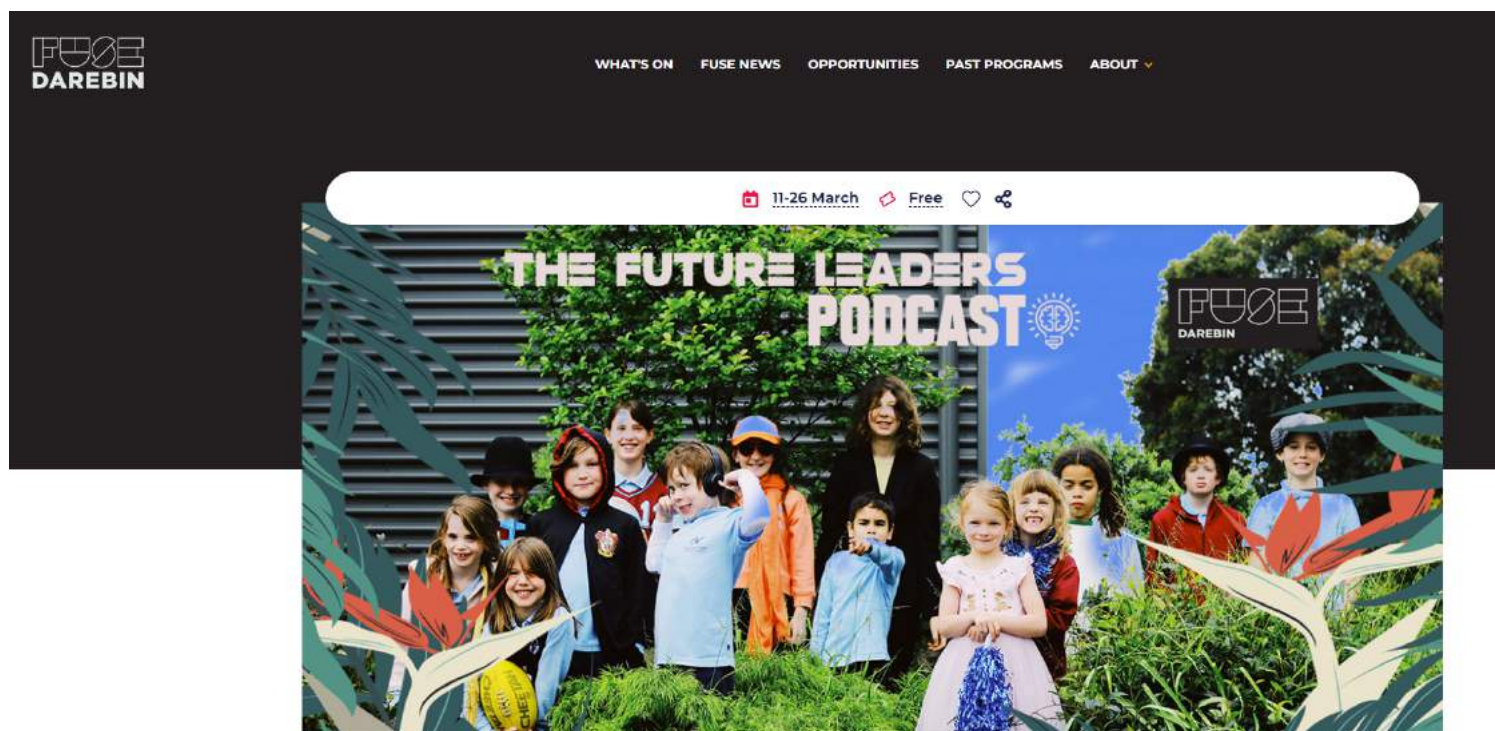 FUSE
DAREBIN
WHAT'S ON FUSE NEWS OPPORTUNITIES PAST PROGRAMS ABOUT
11-26 March Free
THE FUTURE LEADERS
PODCAST
FUSE
DAREBIN